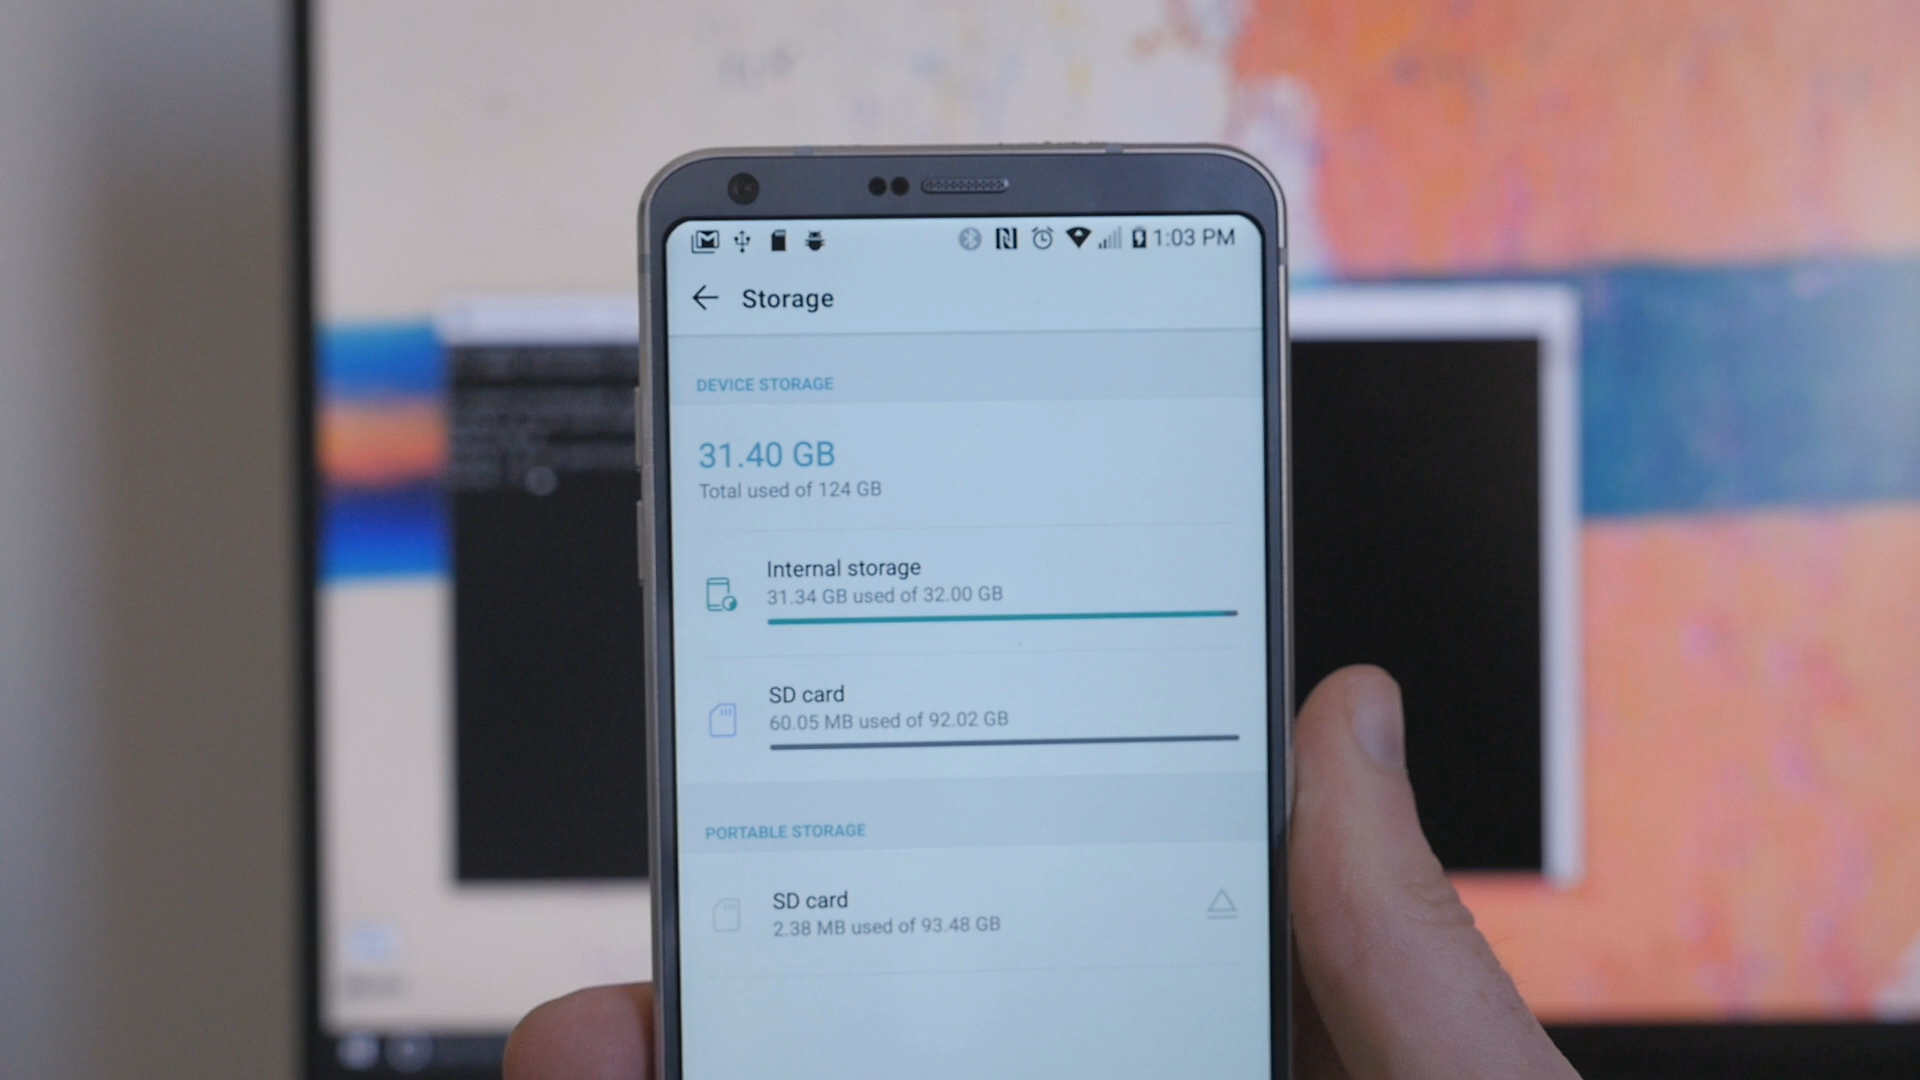 1:03 PM
Storage
DEVICE STORAGE
31.40 GB
Total used of 124 GB
Internal storage
31.34 GB used of 32.00 GB
SD card
60.05 MB used of 92.02 GB
PORTABLE STORAGE
SD card
2.38 MB used of 93.48 GB